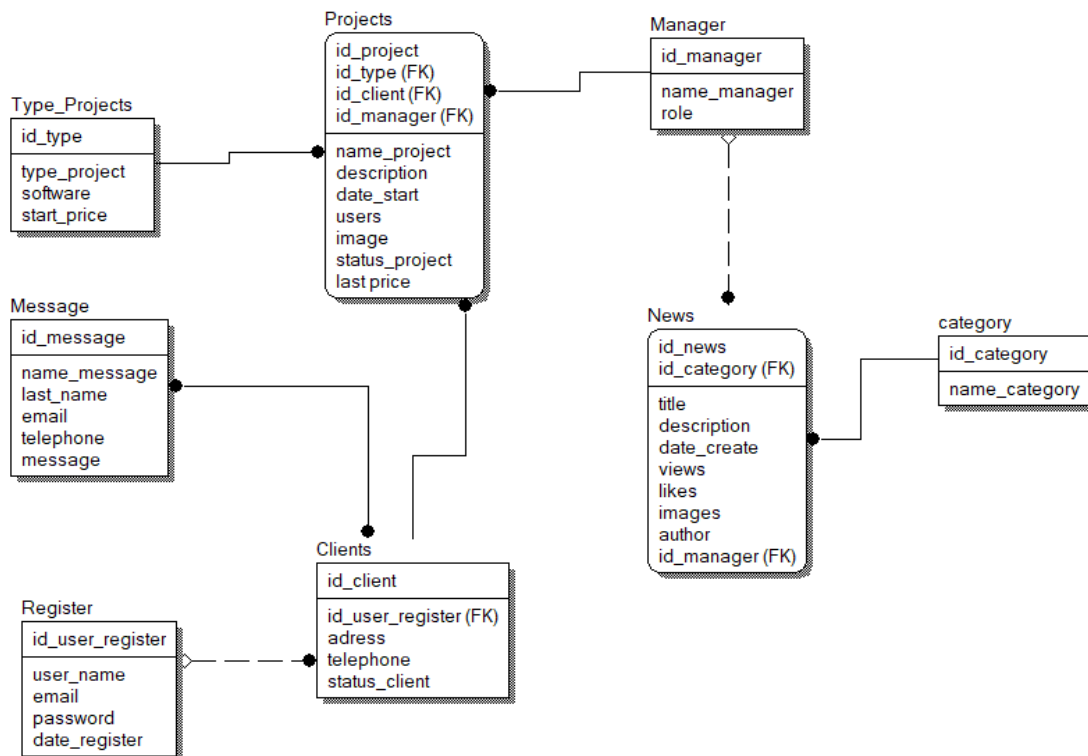 Projects
id_project
id_type (FK)
id_client (FK)
id_manager (FK)
name_project
description
date_start
users
image
status_project
last price
Manager
id_manager
name_manager
role
Type_Projects
id_type
type_project
software
start_price
Message
id_message
name_message
last_name
email
telephone
message
News
id_news
id_category (FK)
title
description
date_create
views
likes
images
author
id_manager (FK)
category
id_category
name_category
Clients
id_client
id_user_register (FK)
adress
telephone
status_client
Register
id_user_register
user_name
email
password
date_register